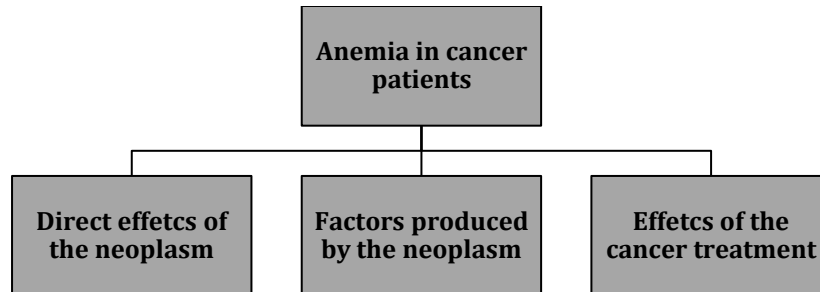 Anemia in cancer
patients
Direct effetcs of
the neoplasm
Factors produced
by the neoplasm
Effetcs of the
cancer treatment